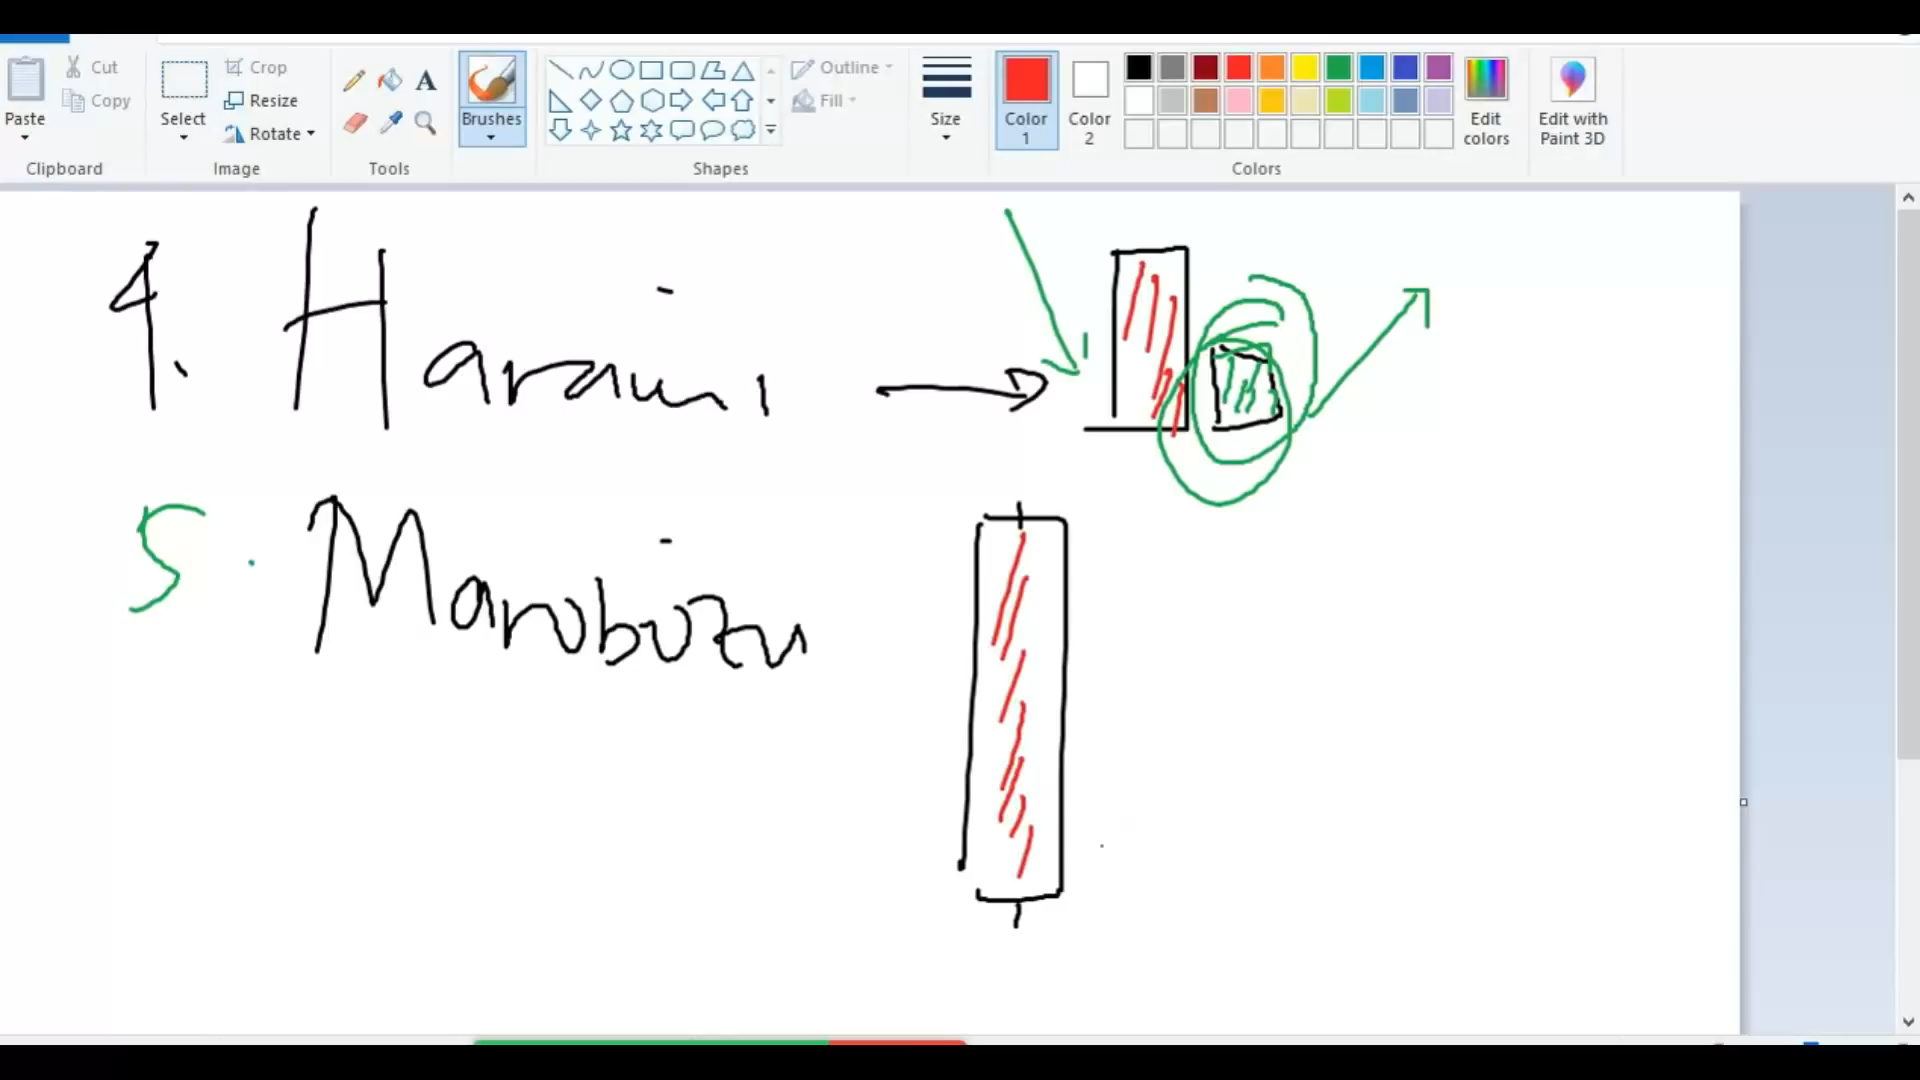 Cut
Copy
Paste
Clipboard
Crop
Resize
Rotate
Select
Image
A
Tools
Brushes
Shapes
Outline
Fill
Size
Color 1
Color 2
Colors
Edit colors
Edit with Paint 3D
4. Harami
5. Marobozu